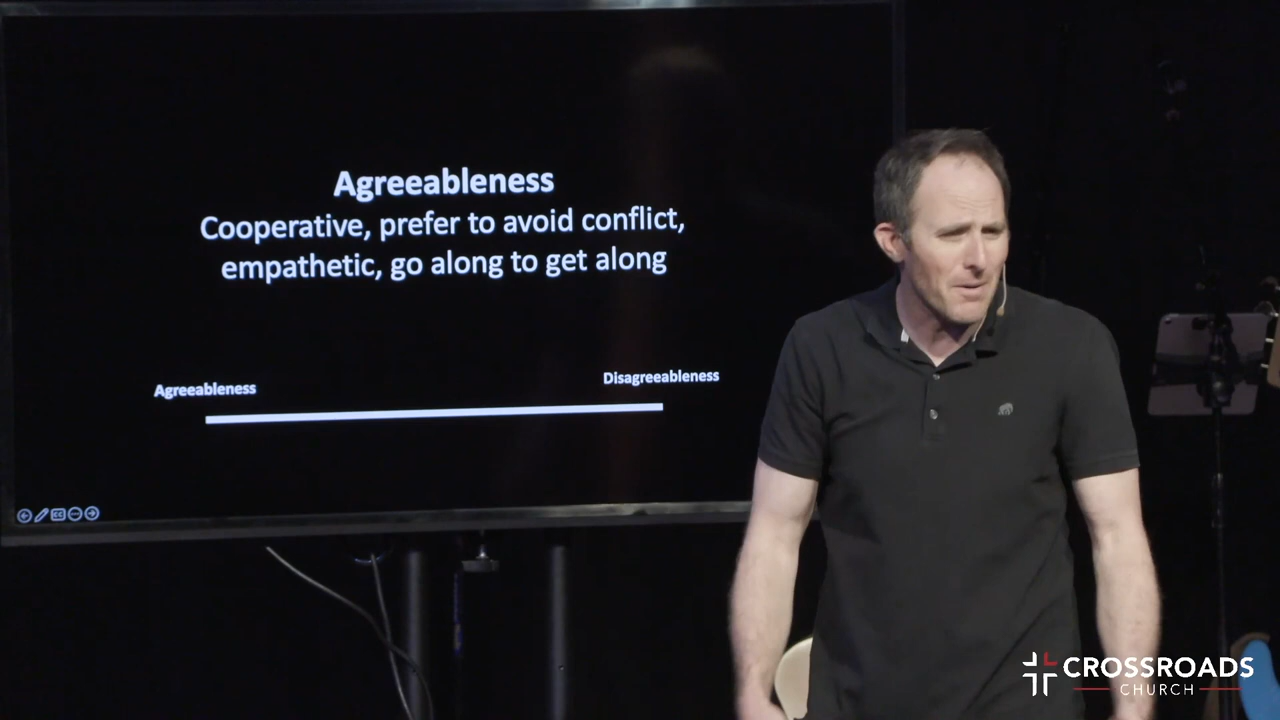 Agreeableness
Cooperative, prefer to avoid conflict,
empathetic, go along to get along
Agreeableness
Disagreeableness
CROSSROADS
CHURCH